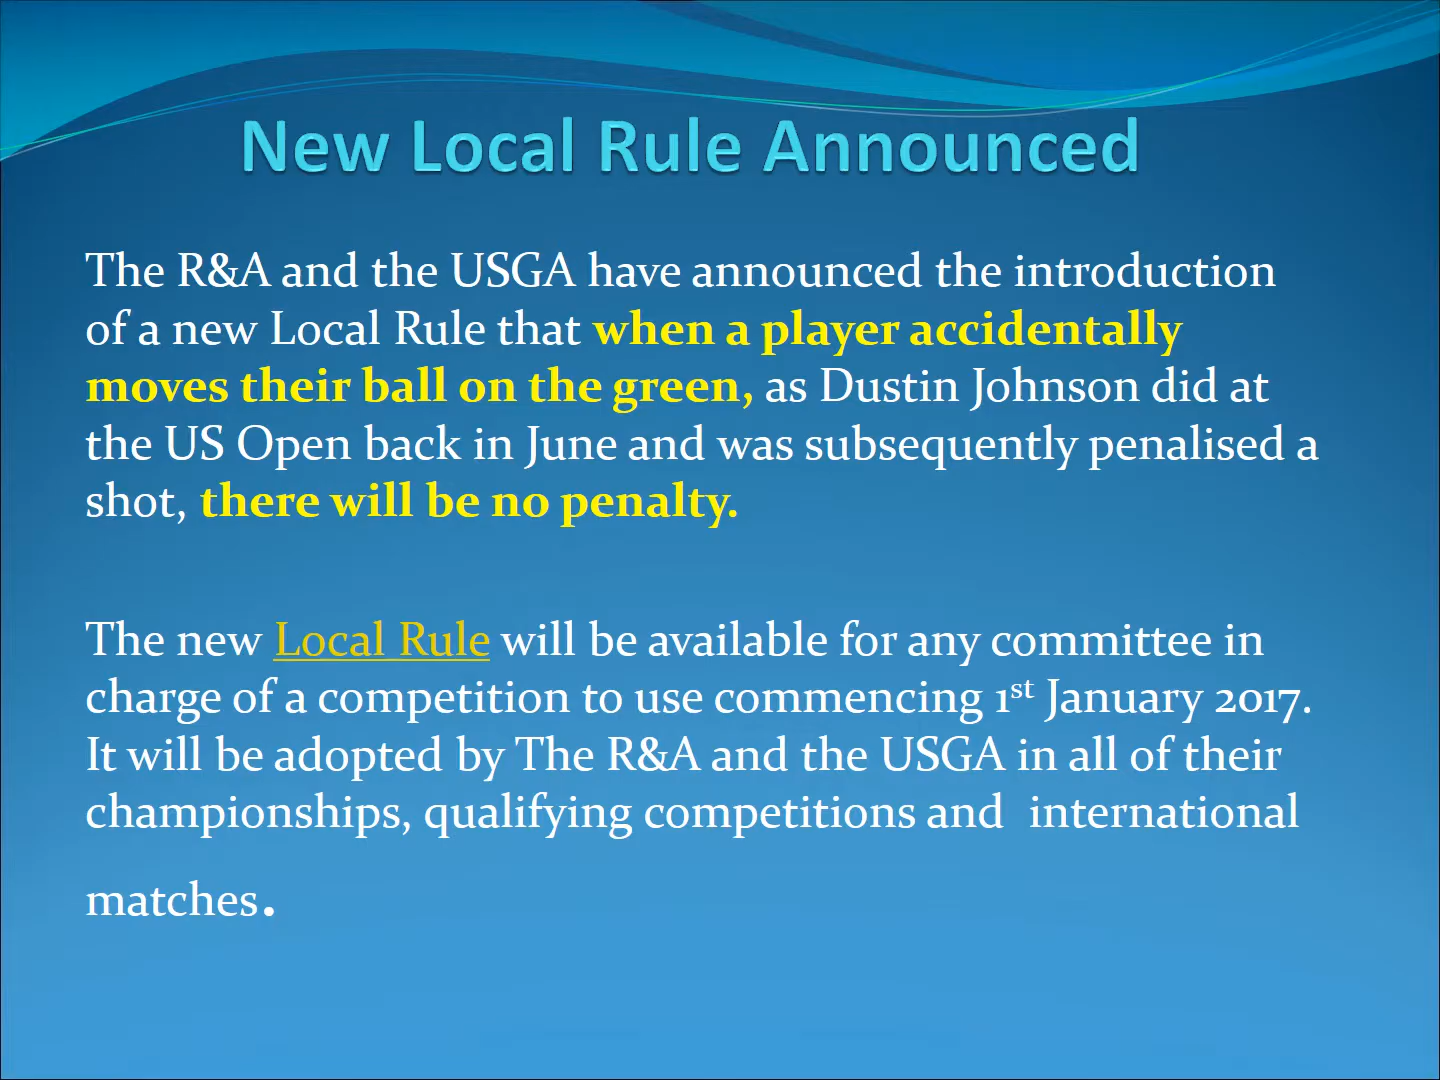 New Local Rule Announced
The R&A and the USGA have announced the introduction
of a new Local Rule that when a player accidentally
moves their ball on the green, as Dustin Johnson did at
the US Open back in June and was subsequently penalised a
shot, there will be no penalty.
The new Local Rule will be available for any committee in
charge of a competition to use commencing 1st January 2017.
It will be adopted by The R&A and the USGA in all of their
championships, qualifying competitions and international
matches.